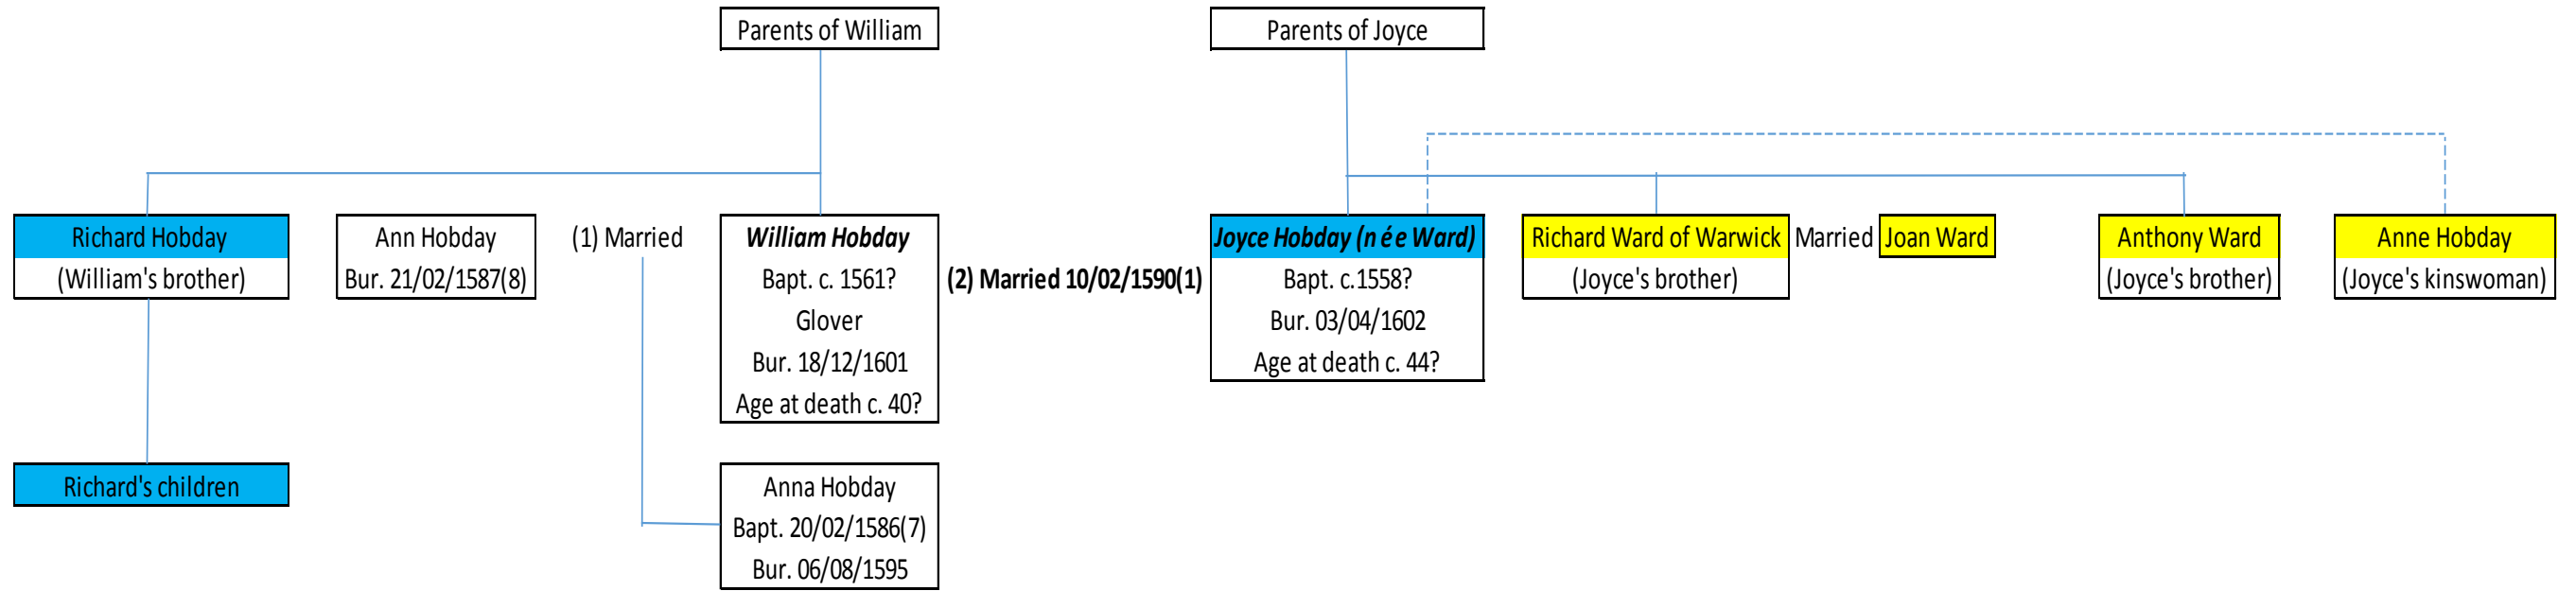 Parents of William
Parents of Joyce
Richard Hobday
(William's brother)
Ann Hobday
Bur. 21/02/1587(8)
(1) Married
William Hobday
Bapt. c. 1561?
Glover
Bur. 18/12/1601
Age at death c. 40?
(2) Married 10/02/1590(1)
Joyce Hobday (née Ward)
Bapt. c.1558?
Bur. 03/04/1602
Age at death c. 44?
Richard Ward of Warwick
(Joyce's brother)
Married
Joan Ward
Anthony Ward
(Joyce's brother)
Anne Hobday
(Joyce's kinswoman)
Richard's children
Anna Hobday
Bapt. 20/02/1586(7)
Bur. 06/08/1595